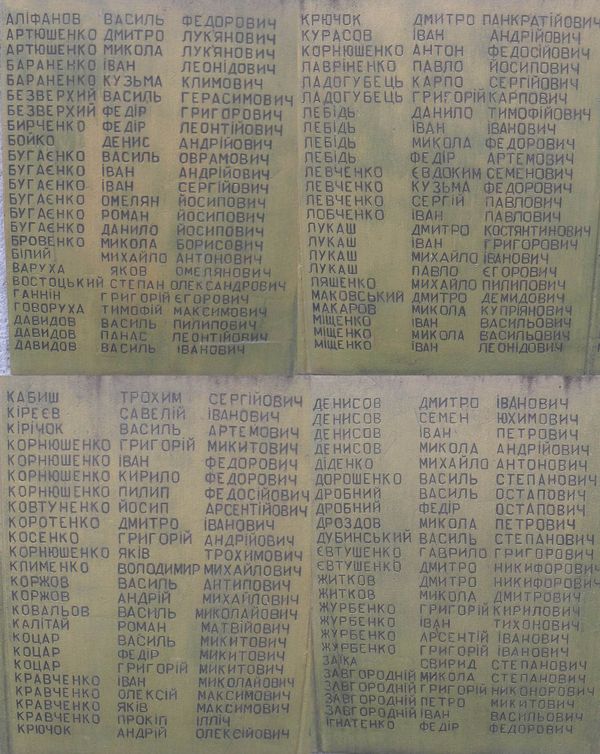 АЛІФАНОВ ВАСИЛЬ ФЕДОРОВИЧ
АРТЮШЕНКО ДМИТРО ЛУК'ЯНОВИЧ
АРТЮШЕНКО МИКОЛА ЛУК'ЯНОВИЧ
БАРАНЕНКО ІВАН ЛЕОНІДОВИЧ
БАРАНЕНКО КУЗЬМА КЛИМОВИЧ
БЕЗВЕРХИЙ ВАСИЛЬ ГЕРАСИМОВИЧ
БЕЗВЕРХИЙ ФЕДІР ГРИГОРОВИЧ
БИРЧЕНКО ФЕДІР ЛЕОНТІЙОВИЧ
БОЙКО ДЕНИС АНДРІЙОВИЧ
БУГАЄНКО ВАСИЛЬ ОВРАМОВИЧ
БУГАЄНКО ІВАН АНДРІЙОВИЧ
БУГАЄНКО ІВАН СЕРГІЙОВИЧ
БУГАЄНКО ОМЕЛЯН ЙОСИПОВИЧ
БУГАЄНКО РОМАН ЙОСИПОВИЧ
БУГАЄНКО ДАНИЛО ЙОСИПОВИЧ
БРОВЕНКО МИКОЛА БОРИСОВИЧ
БІЛИЙ МИХАЙЛО АНТОНОВИЧ
ВАРУХА ЯКОВ ОМЕЛЯНОВИЧ
ВОСТОЦЬКИЙ СТЕПАН ОЛЕКСАНДРОВИЧ
ГАННІН ГРИГОРІЙ ЄГОРОВИЧ
ГОВОРУХА ТИМОФІЙ МАКСИМОВИЧ
ДАВИДОВ ВАСИЛЬ ПИЛИПОВИЧ
ДАВИДОВ ПАНАС ЛЕОНТІЙОВИЧ
ДАВИДОВ ВАСИЛЬ ІВАНОВИЧ
КРЮЧОК ДМИТРО ПАНКРАТІЙОВИЧ
КУРАСОВ ІВАН АНДРІЙОВИЧ
КОРНЮШЕНКО АНТОН ФЕДОСІЙОВИЧ
ЛАВРІНЕНКО ПАВЛО ЙОСИПОВИЧ
ЛАДОГУБЕЦЬ КАРПО СЕРГІЙОВИЧ
ЛАДОГУБЕЦЬ ГРИГОРІЙ КАРПОВИЧ
ЛЕБІДЬ ДАНИЛО ТИМОФІЙОВИЧ
ЛЕБІДЬ ІВАН ІВАНОВИЧ
ЛЕБІДЬ МИКОЛА ФЕДОРОВИЧ
ЛЕБІДЬ ФЕДІР АРТЕМОВИЧ
ЛЕВЧЕНКО ЄВДОКИМ СЕМЕНОВИЧ
ЛЕВЧЕНКО КУЗЬМА ФЕДОРОВИЧ
ЛЕВЧЕНКО СЕРГІЙ ПАВЛОВИЧ
ЛОБЧЕНКО ІВАН ПАВЛОВИЧ
ЛУКАШ ДМИТРО КОСТЯНТИНОВИЧ
ЛУКАШ ІВАН ГРИГОРОВИЧ
ЛУКАШ МИХАЙЛО ІВАНОВИЧ
ЛУКАШ ПАВЛО ЄГОРОВИЧ
ЛЯШЕНКО МИХАЙЛО ПИЛИПОВИЧ
МАКОВСЬКИЙ ДМИТРО ДЕМИДОВИЧ
МАКАРОВ МИКОЛА КУПРІЯНОВИЧ
МІЩЕНКО ІВАН ВАСИЛЬОВИЧ
МІЩЕНКО МИКОЛА ВАСИЛЬОВИЧ
МІЩЕНКО ІВАН ЛЕОНІДОВИЧ
КАБИШ ТРОХИМ СЕРГІЙОВИЧ
КІРЕЄВ САВЕЛІЙ ІВАНОВИЧ
КІРІЧОК ВАСИЛЬ АРТЕМОВИЧ
КОРНЮШЕНКО ГРИГОРІЙ МИКИТОВИЧ
КОРНЮШЕНКО ІВАН ФЕДОРОВИЧ
КОРНЮШЕНКО КИРИЛО ФЕДОРОВИЧ
КОРНЮШЕНКО ПИЛИП ФЕДОСІЙОВИЧ
КОВТУНЕНКО ЙОСИП АРСЕНТІЙОВИЧ
КОРОТЕНКО ДМИТРО ІВАНОВИЧ
КОСЕНКО ГРИГОРІЙ АНДРІЙОВИЧ
КОРНЮШЕНКО ЯКІВ ТРОХИМОВИЧ
КЛИМЕНКО ВОЛОДИМИР МИХАЙЛОВИЧ
КОРЖОВ ВАСИЛЬ АНТИПОВИЧ
КОРЖОВ АНДРІЙ МИХАЙЛОВИЧ
КОВАЛЬОВ ВАСИЛЬ МИКОЛАЙОВИЧ
КАЛІТАЙ РОМАН МАТВІЙОВИЧ
КОЦАР ВАСИЛЬ МИКИТОВИЧ
КОЦАР ФЕДІР МИКИТОВИЧ
КОЦАР ГРИГОРІЙ МИКИТОВИЧ
КРАВЧЕНКО ІВАН МИКОЛАЙОВИЧ
КРАВЧЕНКО ОЛЕКСІЙ МАКСИМОВИЧ
КРАВЧЕНКО ЯКІВ МАКСИМОВИЧ
КРАВЧЕНКО ПРОКІП ІЛЛІЧ
КРЮЧОК АНДРІЙ ОЛЕКСІЙОВИЧ
ДЕНИСОВ ДМИТРО ІВАНОВИЧ
ДЕНИСОВ СЕМЕН ЮХИМОВИЧ
ДЕНИСОВ ІВАН ПЕТРОВИЧ
ДЕНИСОВ МИКОЛА АНДРІЙОВИЧ
ДІДЕНКО МИХАЙЛО АНТОНОВИЧ
ДОРОШЕНКО ВАСИЛЬ СТЕПАНОВИЧ
ДРОБНИЙ ВАСИЛЬ ОСТАПОВИЧ
ДРОБНИЙ ФЕДІР ОСТАПОВИЧ
ДРОЗДОВ МИКОЛА ПЕТРОВИЧ
ДУБИНСЬКИЙ ВАСИЛЬ СТЕПАНОВИЧ
ЄВТУШЕНКО ГАВРИЛО ГРИГОРОВИЧ
ЄВТУШЕНКО ДМИТРО НИКИФОРОВИЧ
ЖИТКОВ ДМИТРО НИКИФОРОВИЧ
ЖИТКОВ МИКОЛА ДМИТРОВИЧ
ЖУРБЕНКО ГРИГОРІЙ КИРИЛОВИЧ
ЖУРБЕНКО ІВАН ТИХОНОВИЧ
ЖУРБЕНКО АРСЕНТІЙ ІВАНОВИЧ
ЖУРБЕНКО ГРИГОРІЙ ІВАНОВИЧ
ЗАЇКА СВИРИД СТЕПАНОВИЧ
ЗАВГОРОДНІЙ МИКОЛА СТЕПАНОВИЧ
ЗАВГОРОДНІЙ ГРИГОРІЙ НИКОНОРОВИЧ
ЗАВГОРОДНІЙ ПЕТРО МИКИТОВИЧ
ЗАВГОРОДНІЙ ІВАН ВАСИЛЬОВИЧ
ІГНАТЕНКО ФЕДІР ФЕДОРОВИЧ